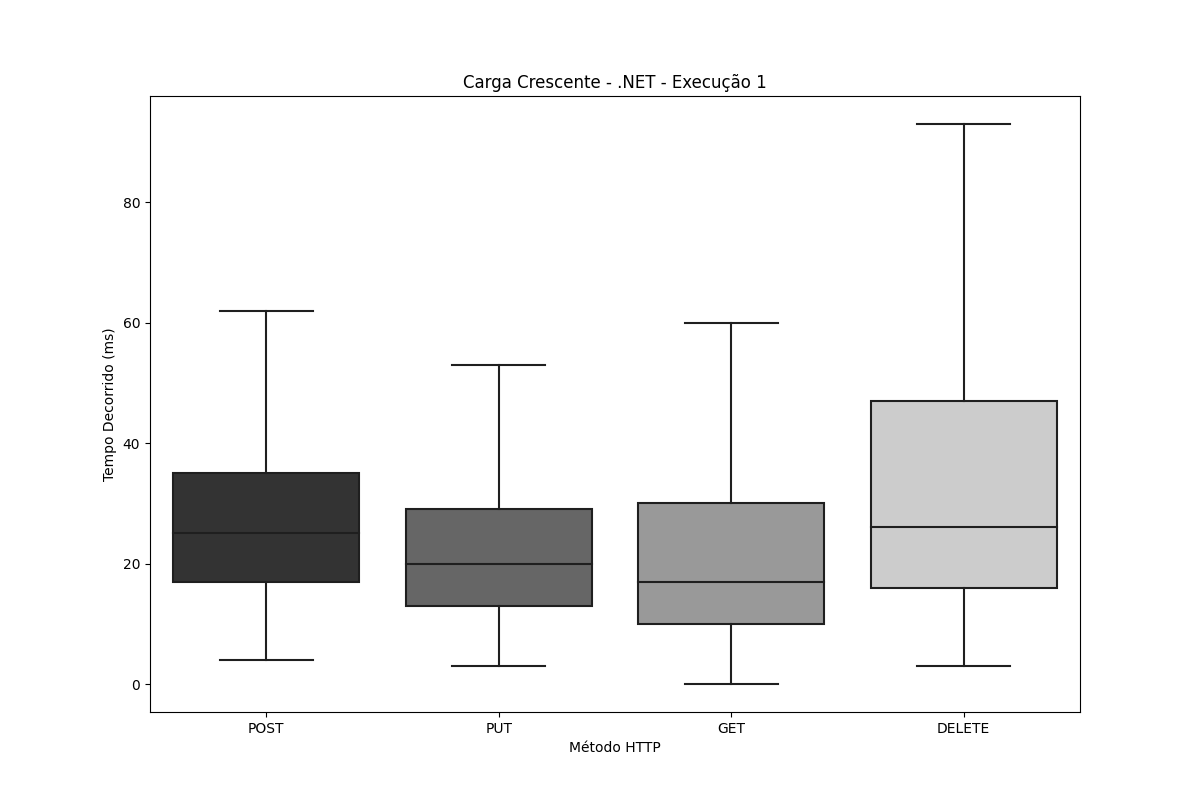 Carga Crescente - .NET - Execução 1
Tempo Decorrido (ms)
80
60
40
20
0
POST PUT GET DELETE
Método HTTP